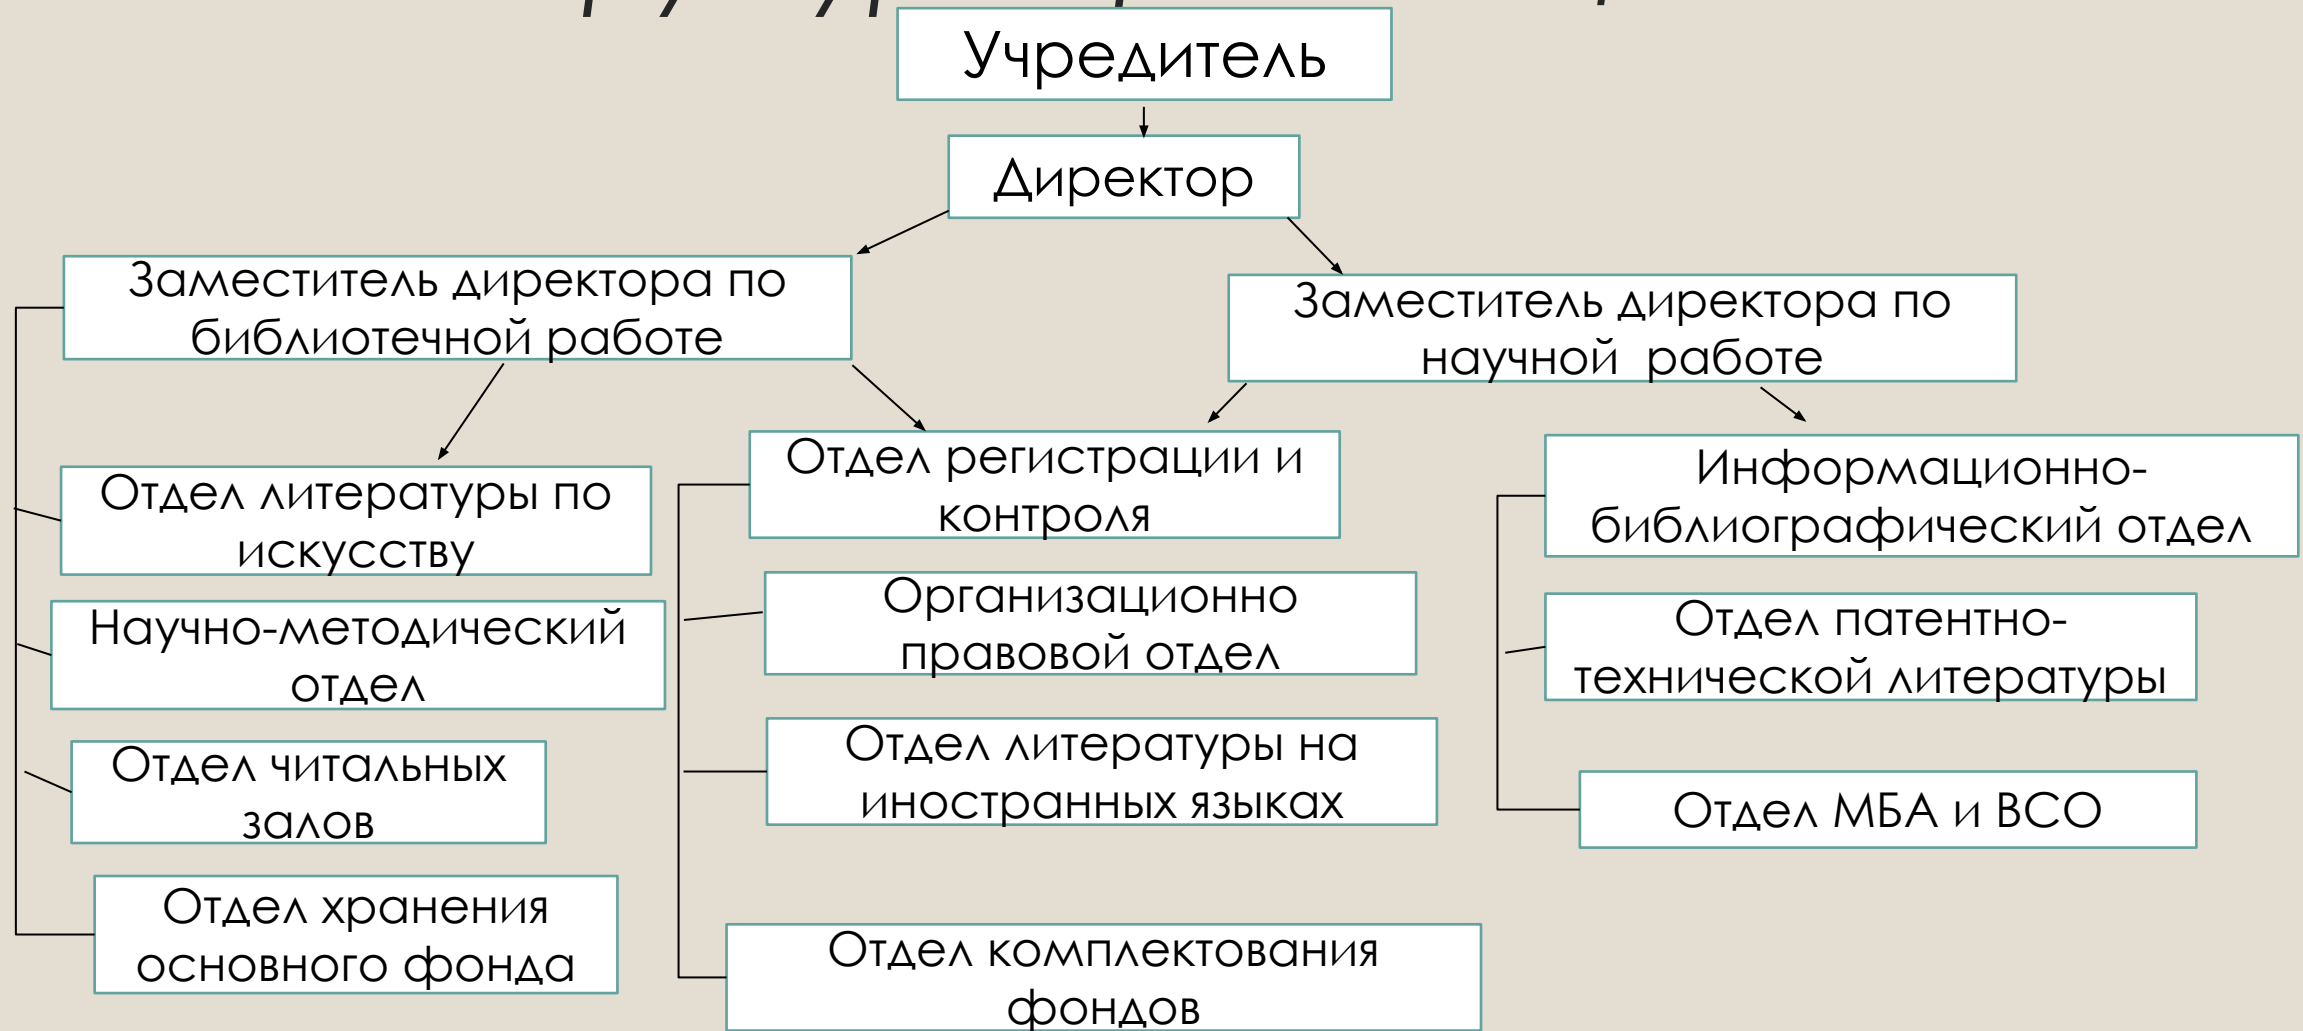 Учредитель
Директор
Заместитель директора по
библиотечной работе
Заместитель директора по
научной работе
Отдел литературы по
искусству
Научно-методический
отдел
Отдел читальных
залов
Отдел хранения
основного фонда
Отдел регистрации и
контроля
Организационно
правовой отдел
Отдел литературы на
иностранных языках
Отдел комплектования
фондов
Информационно-
библиографический отдел
Отдел патентно-
технической литературы
Отдел МБА и ВСО